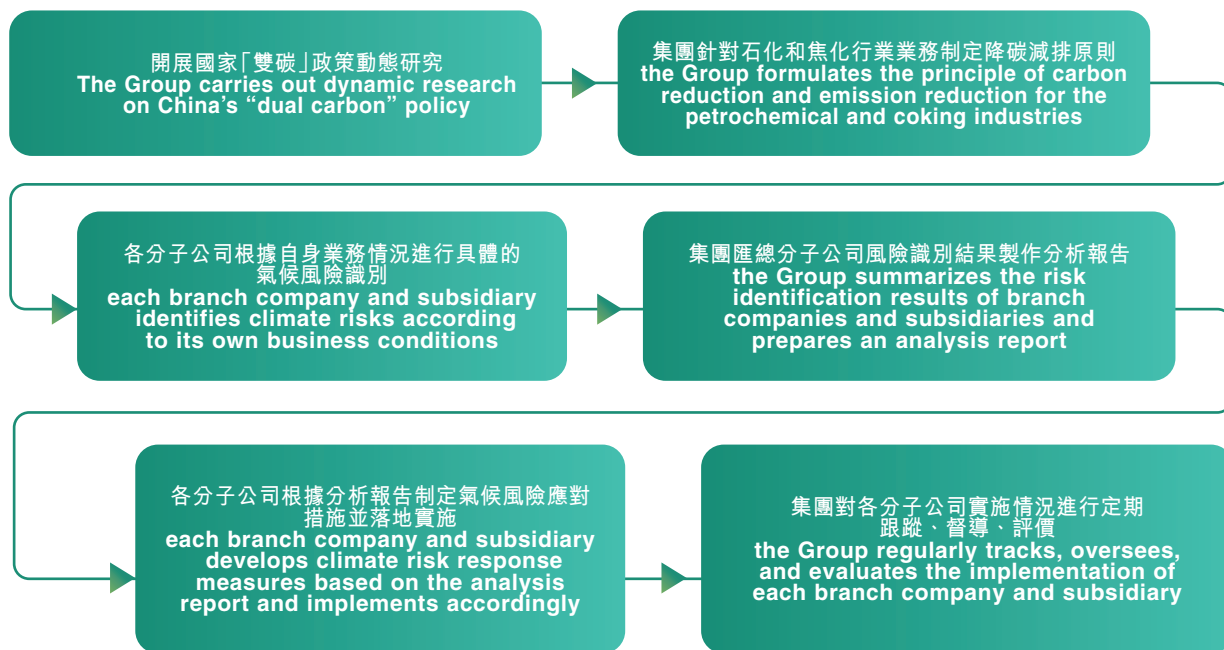 開展國家「雙碳」政策動態研究
The Group carries out dynamic research
on China's “dual carbon” policy
集團針對石化和焦化行業業務制定降碳減排原則
the Group formulates the principle of carbon
reduction and emission reduction for the
petrochemical and coking industries
各分子公司根據自身業務情況進行具體的
氣候風險識別
each branch company and subsidiary
identifies climate risks according
to its own business conditions
集團匯總分子公司風險識別結果製作分析報告
the Group summarizes the risk
identification results of branch
companies and subsidiaries and
prepares an analysis report
各分子公司根據分析報告制定氣候風險應對
措施並落地實施
each branch company and subsidiary
develops climate risk response
measures based on the analysis
report and implements accordingly
集團對各分子公司實施情況進行定期
跟蹤、督導、評價
the Group regularly tracks, oversees,
and evaluates the implementation of
each branch company and subsidiary